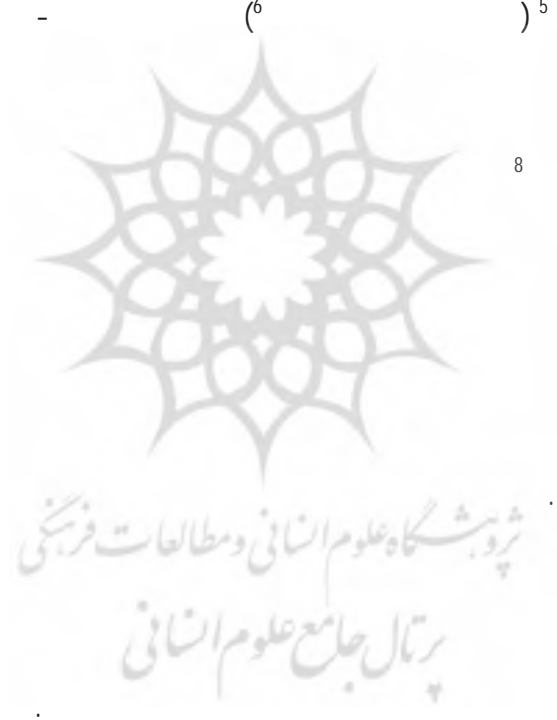 - (6 ) 5
8
.
پژوهشگاه علوم انسانی و مطالعات فرهنگی
پرتال جامع علوم انسانی
.